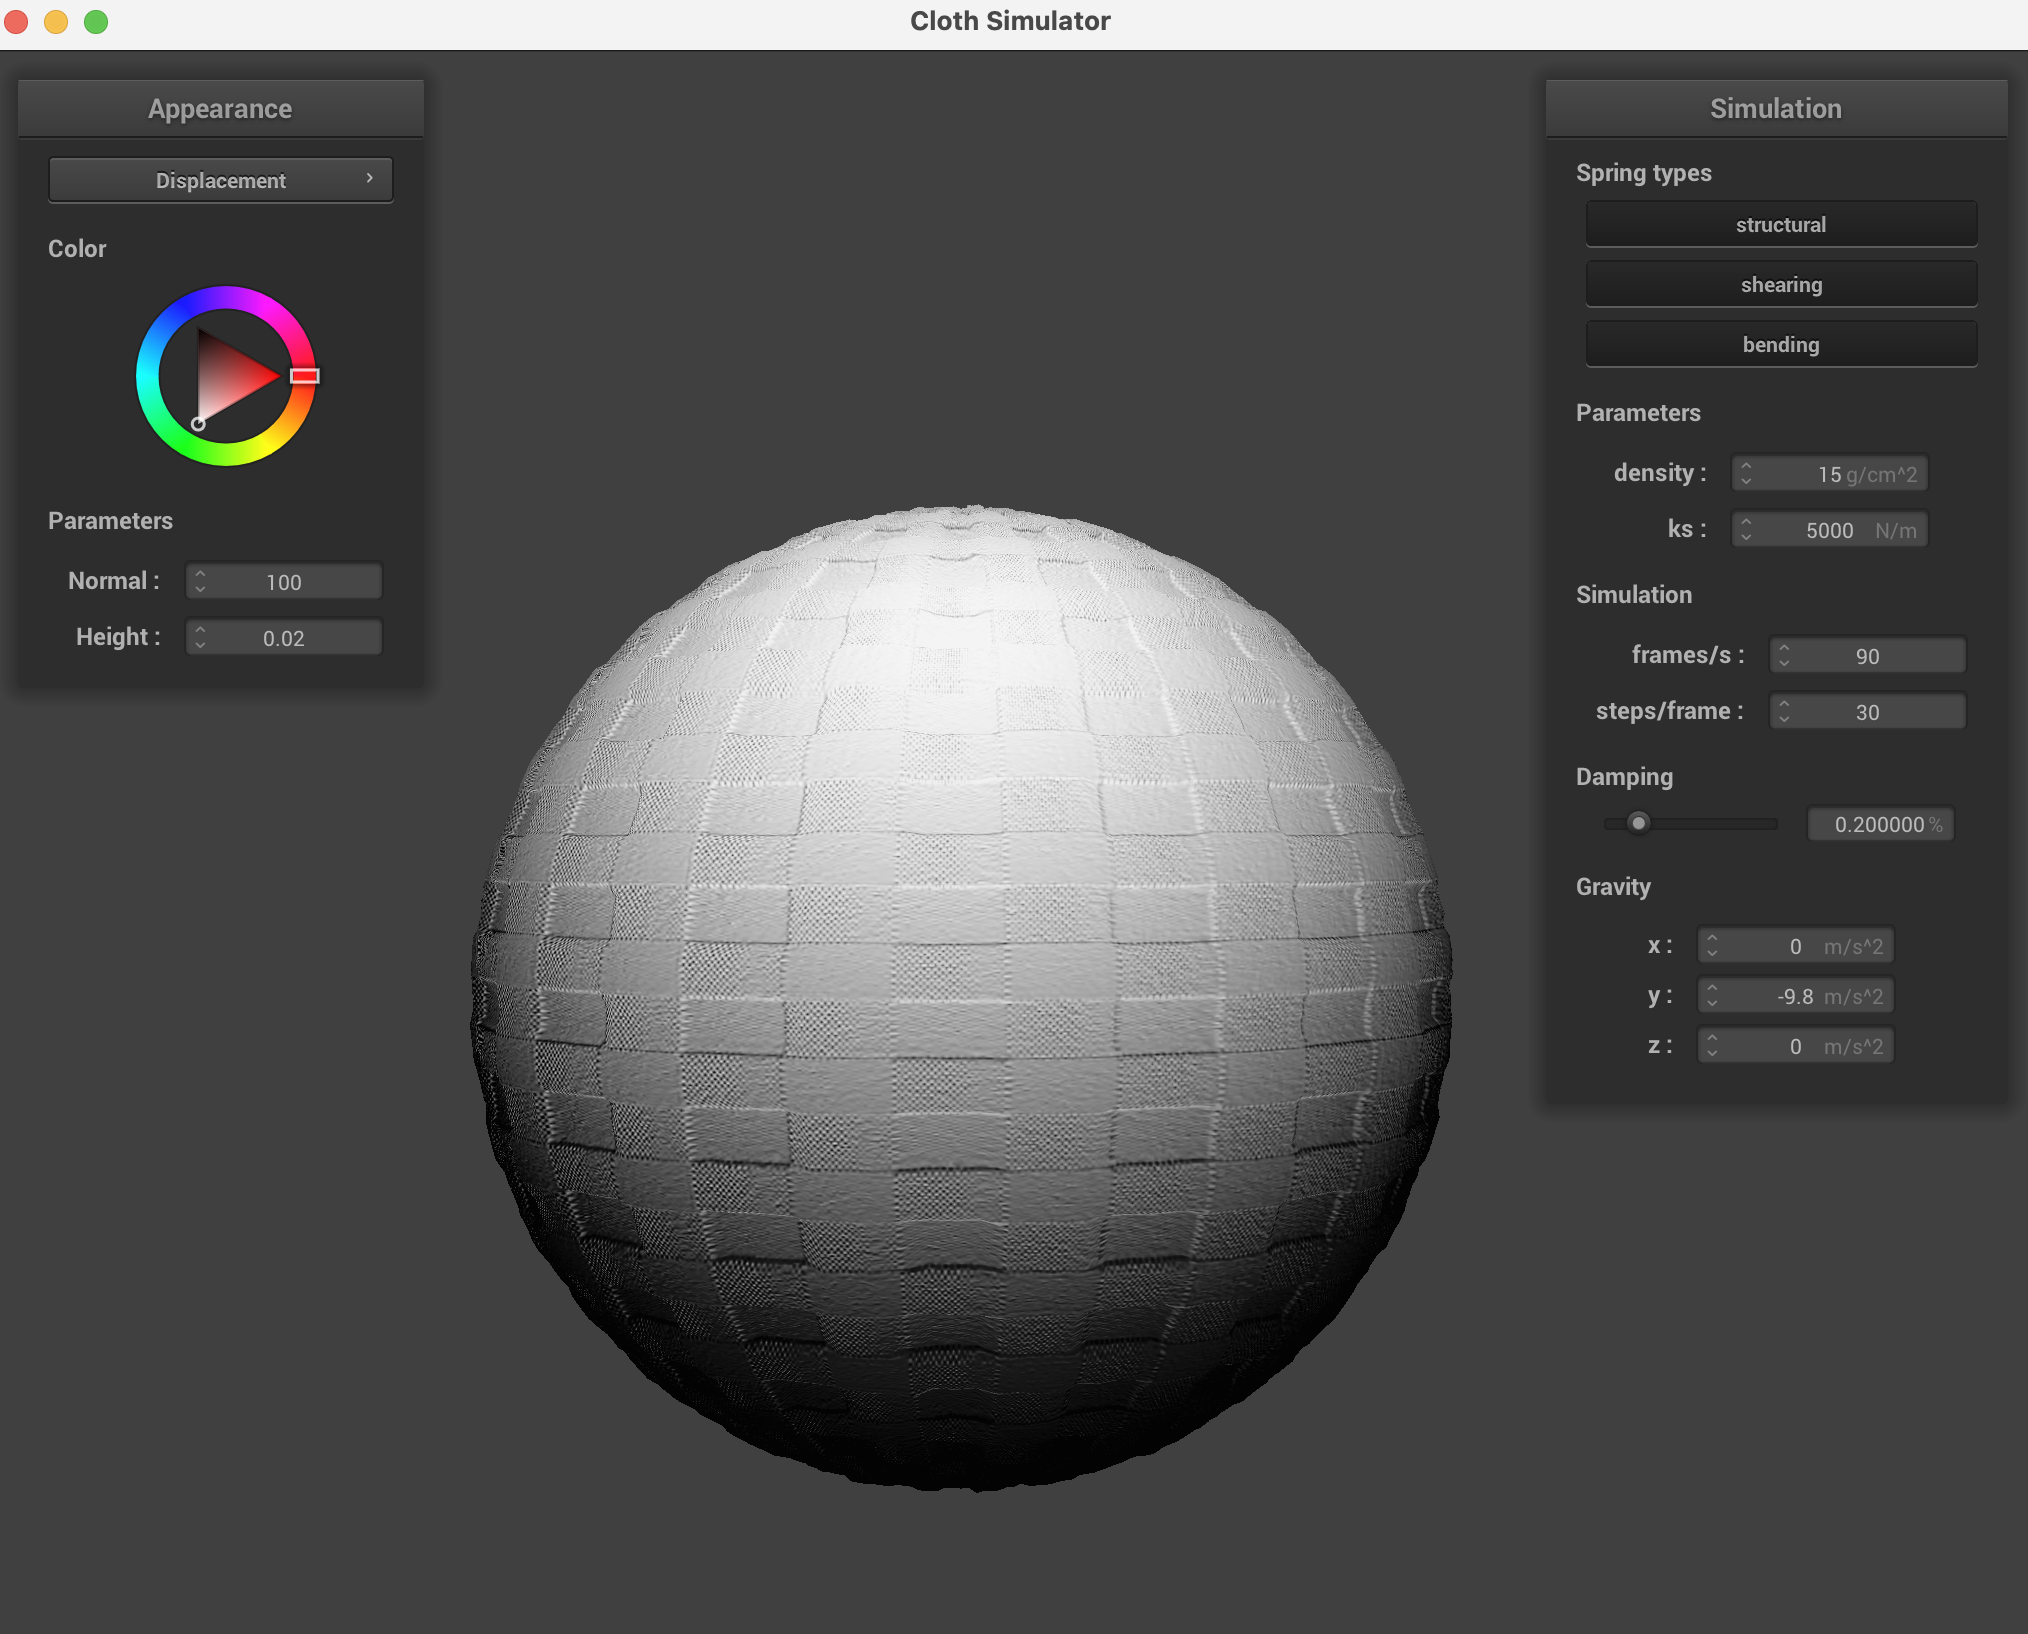 Cloth Simulator
Appearance
Displacement
Color
Parameters
Normal : 100
Height : 0.02
Simulation
Spring types
structural
shearing
bending
Parameters
density : 15 g/cm^2
ks : 5000 N/m
Simulation
frames/s : 90
steps/frame : 30
Damping
0.200000 %
Gravity
x : 0 m/s^2
y : -9.8 m/s^2
z : 0 m/s^2